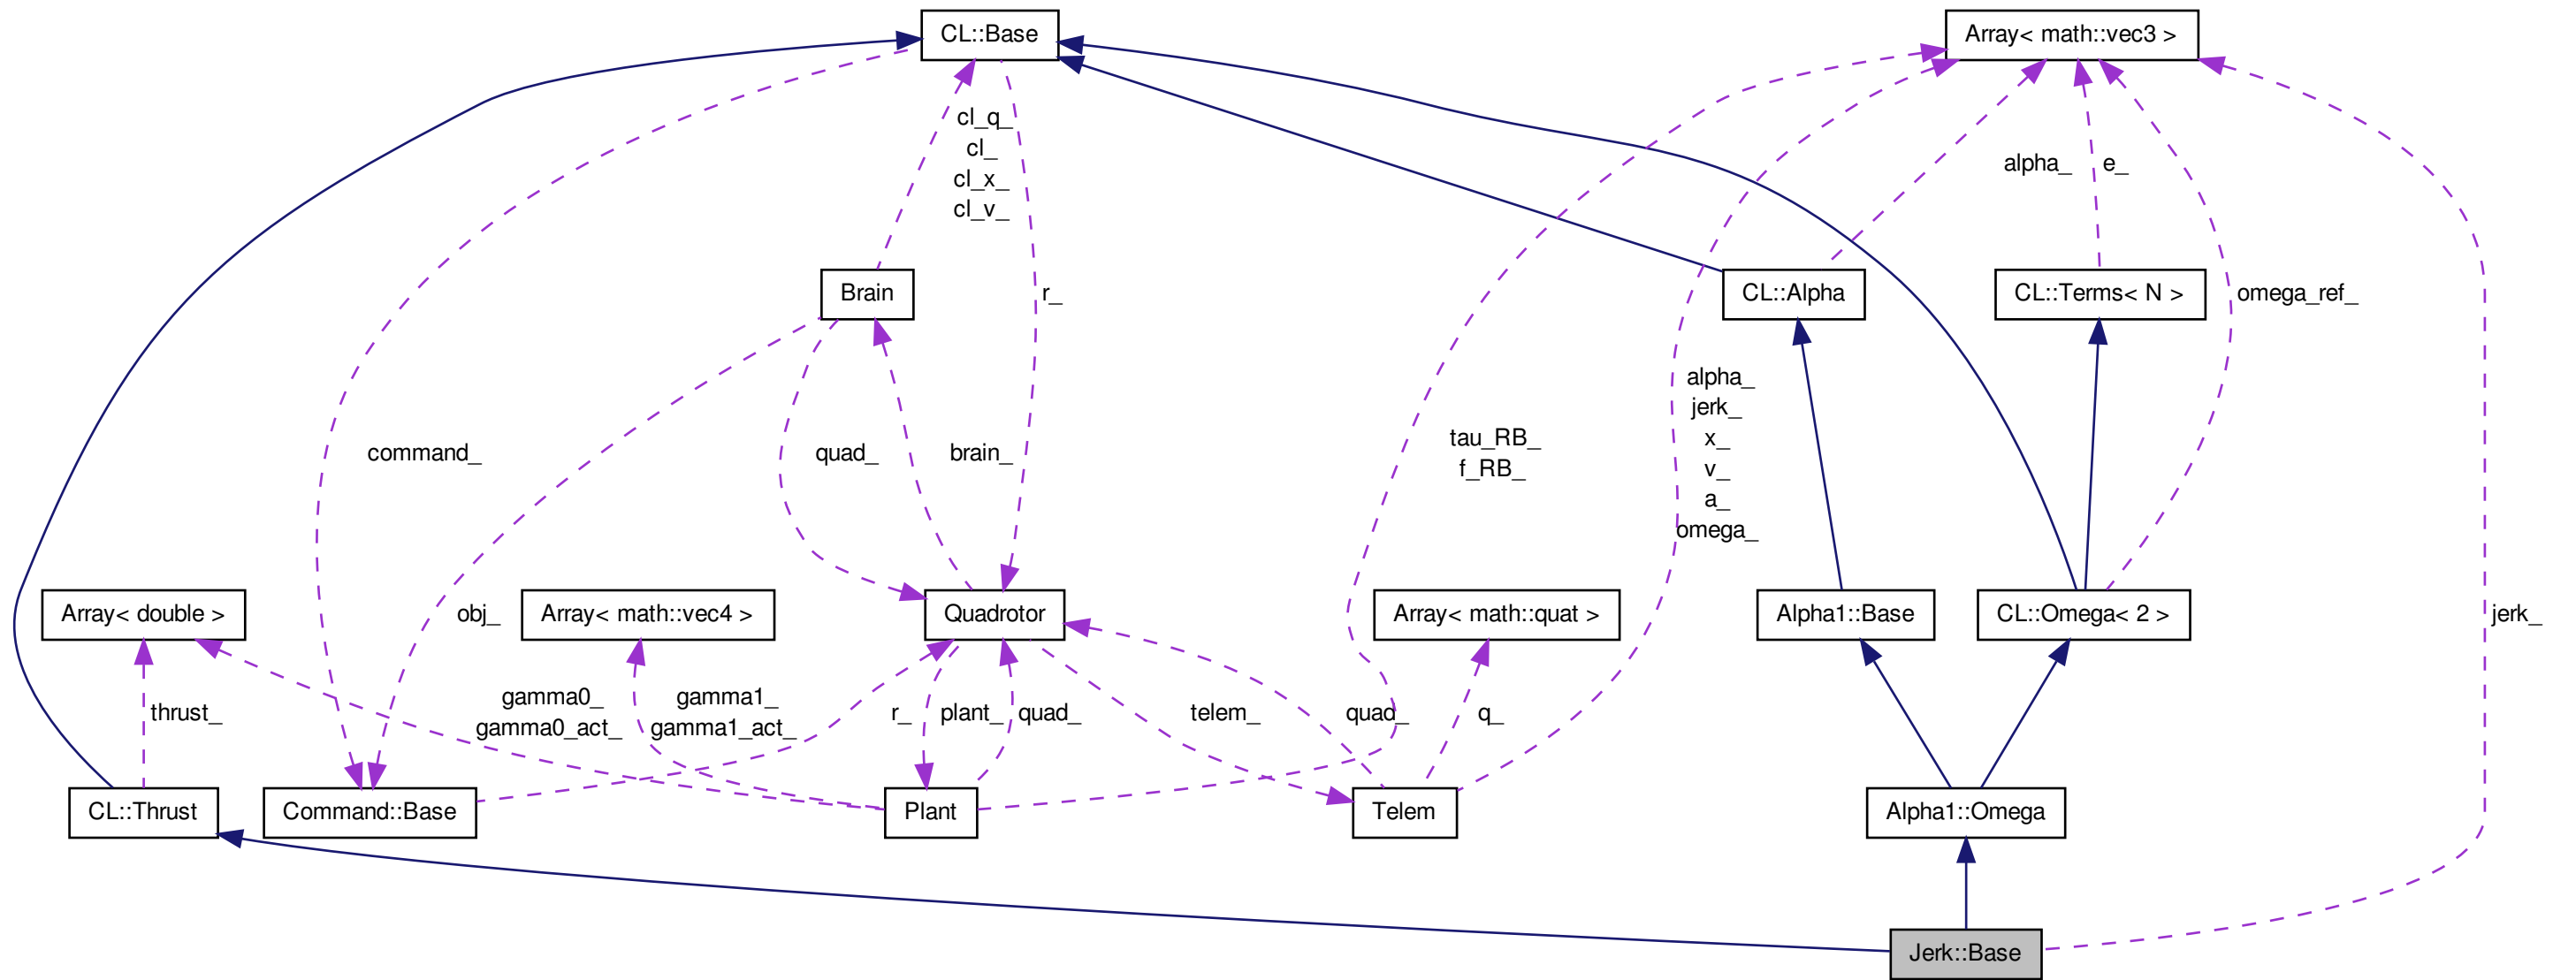 CL::Base
Array< math::vec3 >
cl_q_
cl_
cl_x_
cl_v_
alpha_
e_
Brain
r_
CL::Alpha
CL::Terms< N >
omega_ref_
alpha_
jerk_
x_
v_
a_
omega_
command_
quad_
brain_
tau_RB_
f_RB_
Array< double >
obj_
Array< math::vec4 >
Quadrotor
Array< math::quat >
Alpha1::Base
CL::Omega< 2 >
jerk_
thrust_
gamma0_
gamma0_act_
gamma1_
gamma1_act_
r_
plant_
quad_
telem_
quad_
q_
CL::Thrust
Command::Base
Plant
Telem
Alpha1::Omega
Jerk::Base